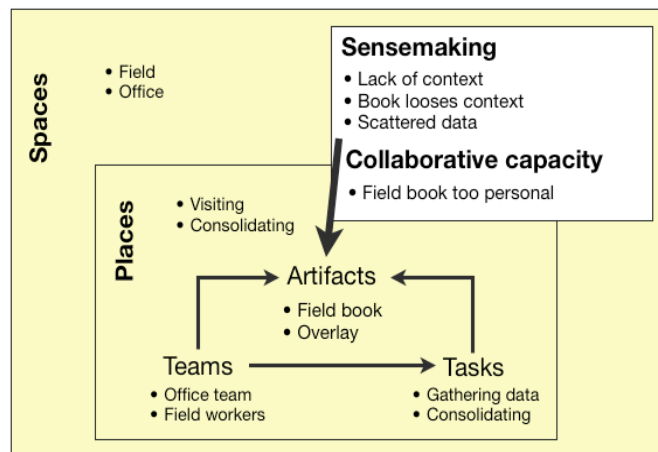 Spaces
• Field
• Office
Sensemaking
• Lack of context
• Book looses context
• Scattered data
Collaborative capacity
• Field book too personal
Places
• Visiting
• Consolidating
Artifacts
• Field book
• Overlay
Teams
• Office team
• Field workers
Tasks
• Gathering data
• Consolidating